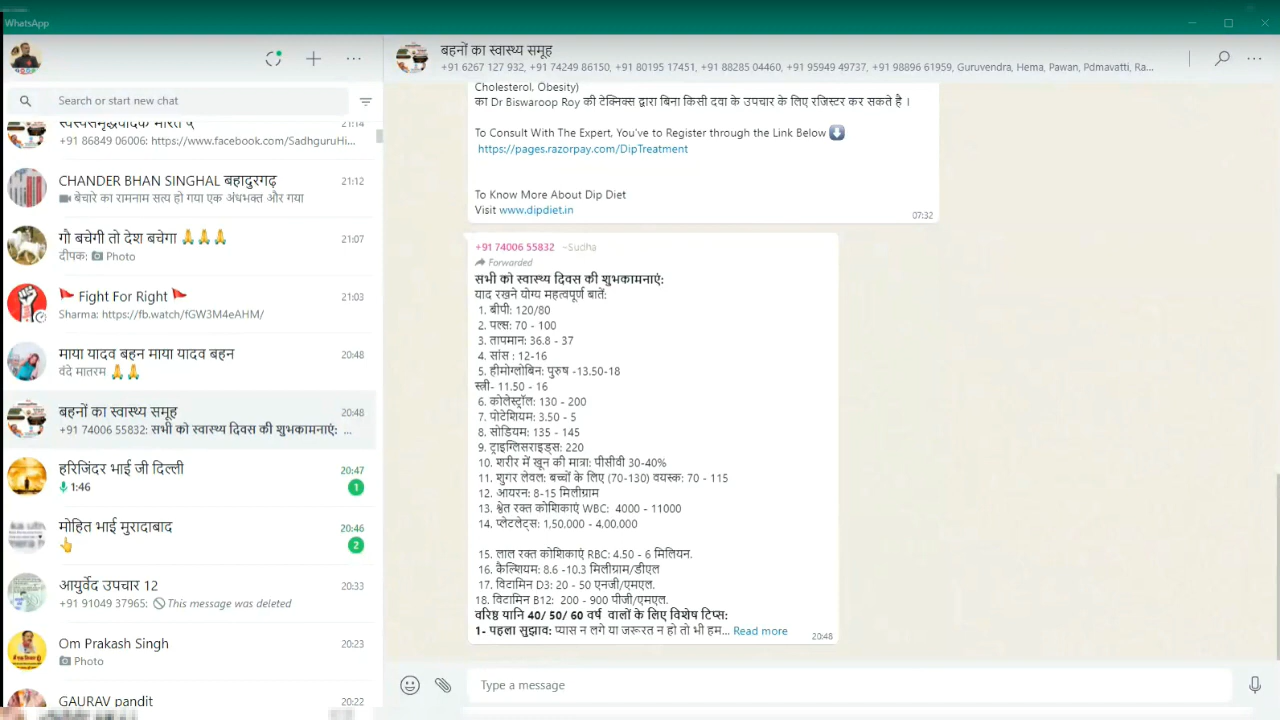 WhatsApp
Search or start new chat
21:14
+91 86849 06006: https://www.facebook.com/SadhguruHi...
CHANDER BHAN SINGHAL बहादुरगढ़
21:12
बेचारे का रामनाम सत्य हो गया एक अंधभक्त और गया
गो बचेगी तो देश बचेगा 🙏🙏🙏
21:07
दीपक: Photo
🚩 Fight For Right 🚩
21:03
Sharma: https://fb.watch/fGW3M4eAHM/
माया यादव बहन माया यादव बहन
20:48
वंदे मातरम 🙏🙏
बहनों का स्वास्थ्य समूह
20:48
+91 74006 55832: सभी को स्वास्थ्य दिवस की शुभकामनाएं: ...
हरिजिंदर भाई जी दिल्ली
20:47
1:46
1
मोहित भाई मुरादाबाद
20:46
👆
2
आयुर्वेद उपचार 12
20:33
+91 91049 37965: This message was deleted
Om Prakash Singh
20:23
Photo
GAURAV pandit
20:22
बहनों का स्वास्थ्य समूह
+91 6267 127 932, +91 74249 86150, +91 80195 17451, +91 88285 04460, +91 95949 49737, +91 98896 61959, Guruvendra, Hema, Pawan, Pdmavatti, Ra...
Cholesterol, Obesity)
का Dr Biswaroop Roy की टेक्निक्स द्वारा बिना किसी दवा के उपचार के लिए रजिस्टर कर सकते है ।
To Consult With The Expert, You've to Register through the Link Below ⬇
https://pages.razorpay.com/DipTreatment
To Know More About Dip Diet
Visit www.dipdiet.in
07:32
+91 74006 55832 ~Sudha
Forwarded
सभी को स्वास्थ्य दिवस की शुभकामनाएं:
याद रखने योग्य महत्वपूर्ण बातें:
1. बीपी: 120/80
2. पल्स: 70 - 100
3. तापमान: 36.8 - 37
4. सांस : 12-16
5. हीमोग्लोबिन: पुरुष -13.50-18
स्त्री- 11.50 - 16
6. कोलेस्ट्रॉल: 130 - 200
7. पोटेशियम: 3.50 - 5
8. सोडियम: 135 - 145
9. ट्राइग्लिसराइड्स: 220
10. शरीर में खून की मात्रा: पीसीवी 30-40%
11. शुगर लेवल: बच्चों के लिए (70-130) वयस्क: 70 - 115
12. आयरन: 8-15 मिलीग्राम
13. श्वेत रक्त कोशिकाएं WBC: 4000 - 11000
14. प्लेटलेट्स: 1,50,000 - 4,00,000
15. लाल रक्त कोशिकाएं RBC: 4.50 - 6 मिलियन.
16. कैल्शियम: 8.6 -10.3 मिलीग्राम/डीएल
17. विटामिन D3: 20 - 50 एनजी/एमएल.
18. विटामिन B12: 200 - 900 पीजी/एमएल.
वरिष्ठ यानि 40/ 50/ 60 वर्ष वालों के लिए विशेष टिप्स:
1- पहला सुझाव: प्यास न लगे या जरूरत न हो तो भी हम... Read more
20:48
Type a message